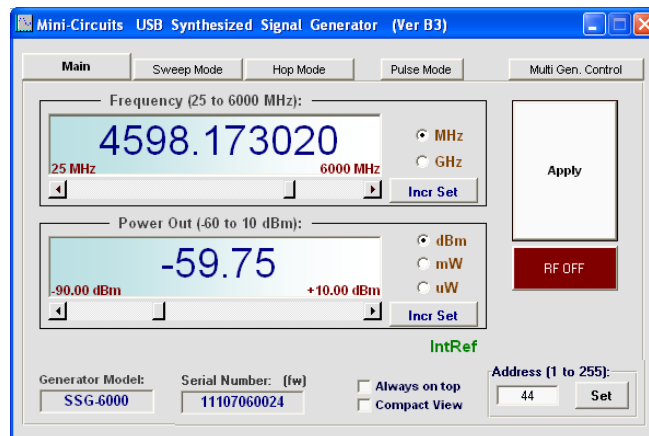 Mini-Circuits USB Synthesized Signal Generator (Ver B3)
Main Sweep Mode Hop Mode Pulse Mode Multi Gen. Control
Frequency (25 to 6000 MHz):
4598.173020
25 MHz 6000 MHz
MHz
GHz
Incr Set
Apply
Power Out (-60 to 10 dBm):
-59.75
-90.00 dBm +10.00 dBm
dBm
mW
uW
Incr Set
RF OFF
IntRef
Generator Model:
SSG-6000
Serial Number: (fw)
11107060024
Always on top
Compact View
Address (1 to 255):
44 Set